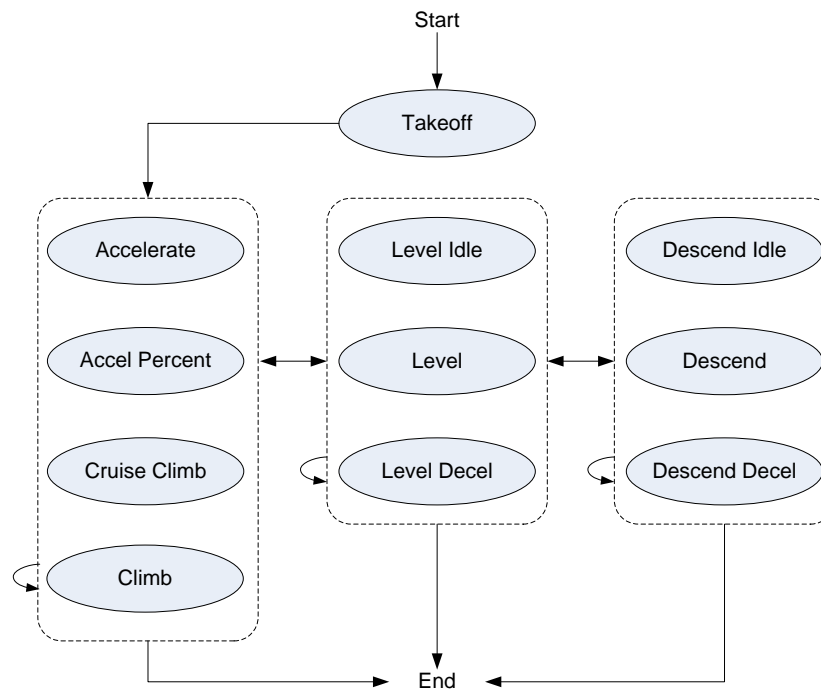 Start
Takeoff
Accelerate
Level Idle
Descend Idle
Accel Percent
Level
Descend
Cruise Climb
Level Decel
Descend Decel
Climb
End